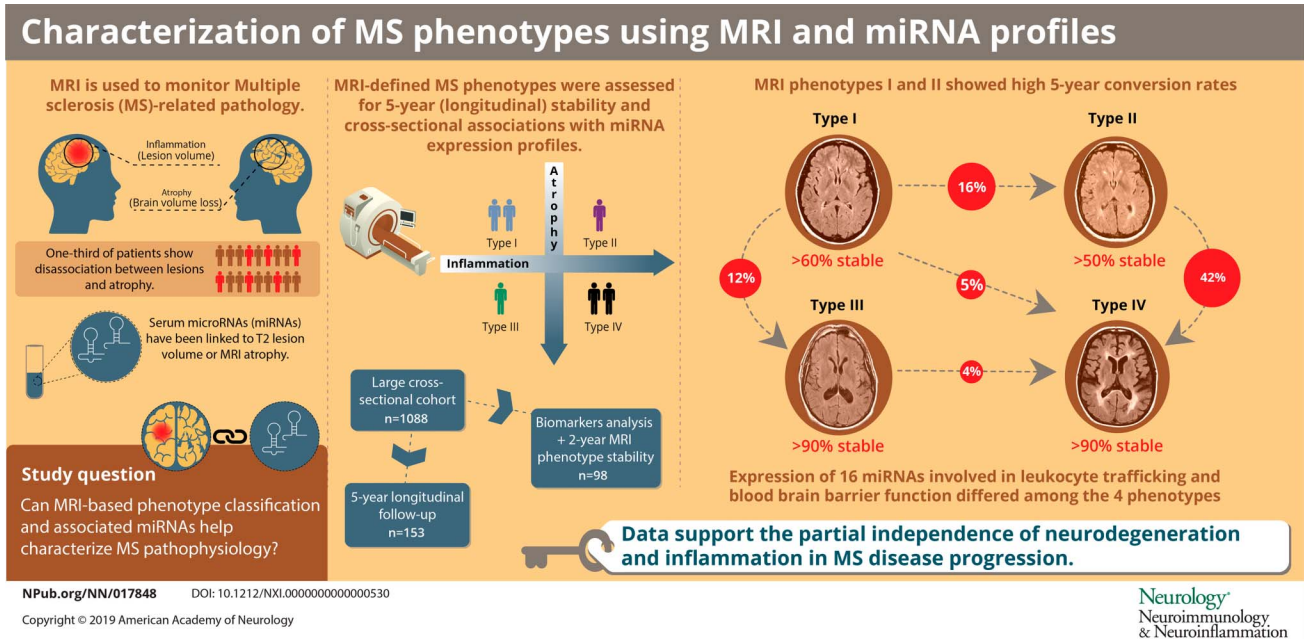 Characterization of MS phenotypes using MRI and miRNA profiles
MRI is used to monitor Multiple
sclerosis (MS)-related pathology.
Inflammation
(Lesion volume)
Atrophy
(Brain volume loss)
One-third of patients show
disassociation between lesions
and atrophy.
Serum microRNAs (miRNAs)
have been linked to T2 lesion
volume or MRI atrophy.
Study question
Can MRI-based phenotype classification
and associated miRNAs help
characterize MS pathophysiology?
MRI-defined MS phenotypes were assessed
for 5-year (longitudinal) stability and
cross-sectional associations with miRNA
expression profiles.
Atrophy
Type I
Type II
Inflammation
Type III
Type IV
Large cross-
sectional cohort
n=1088
Biomarkers analysis
+ 2-year MRI
phenotype stability
n=98
5-year longitudinal
follow-up
n=153
MRI phenotypes I and II showed high 5-year conversion rates
Type I
Type II
16%
>60% stable
>50% stable
12%
5%
42%
Type III
Type IV
4%
>90% stable
>90% stable
Expression of 16 miRNAs involved in leukocyte trafficking and
blood brain barrier function differed among the 4 phenotypes
Data support the partial independence of neurodegeneration
and inflammation in MS disease progression.
NPub.org/NN/017848 DOI: 10.1212/NXI.0000000000000530
Copyright © 2019 American Academy of Neurology
Neurology®
Neuroimmunology
& Neuroinflammation